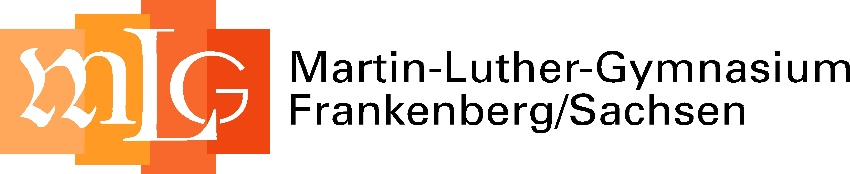 MLG
Martin-Luther-Gymnasium
Frankenberg/Sachsen